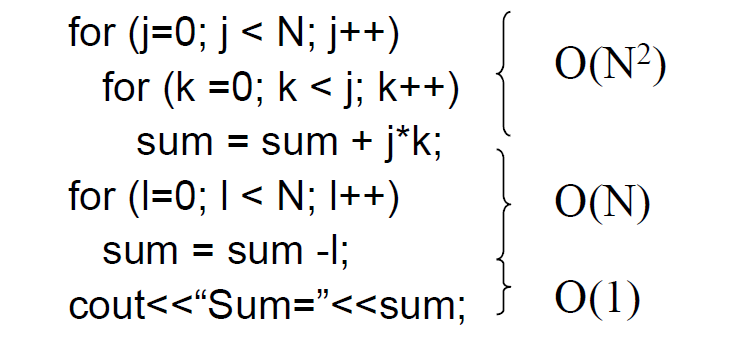 for (j=0; j < N; j++)
for (k =0; k < j; k++)
O(N²)
sum = sum + j*k;
for (l=0; l < N; l++)
O(N)
sum = sum -l;
cout<<“Sum=”<<sum;
O(1)